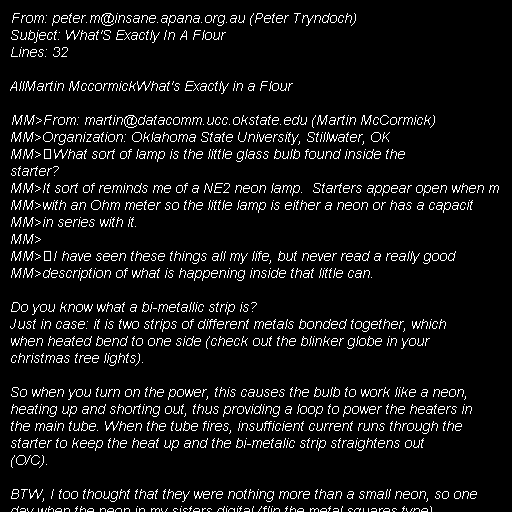 From: peter.m@insane.apana.org.au (Peter Tryndoch)
Subject: What'S Exactly In A Flour
Lines: 32

AllMartin MccormickWhat's Exactly in a Flour

MM>From: martin@datacomm.ucc.okstate.edu (Martin McCormick)
MM>Organization: Oklahoma State University, Stillwater, OK
MM>▯What sort of lamp is the little glass bulb found inside the
starter?
MM>It sort of reminds me of a NE2 neon lamp.  Starters appear open when m
MM>with an Ohm meter so the little lamp is either a neon or has a capacit
MM>in series with it.
MM>
MM>▯I have seen these things all my life, but never read a really good
MM>description of what is happening inside that little can.

Do you know what a bi-metallic strip is?
Just in case: it is two strips of different metals bonded together, which
when heated bend to one side (check out the blinker globe in your
christmas tree lights).

So when you turn on the power, this causes the bulb to work like a neon,
heating up and shorting out, thus providing a loop to power the heaters in
the main tube. When the tube fires, insufficient current runs through the
starter to keep the heat up and the bi-metalic strip straightens out
(O/C).

BTW, I too thought that they were nothing more than a small neon, so one
day when the neon in my sisters digital (flip the metal squares type)